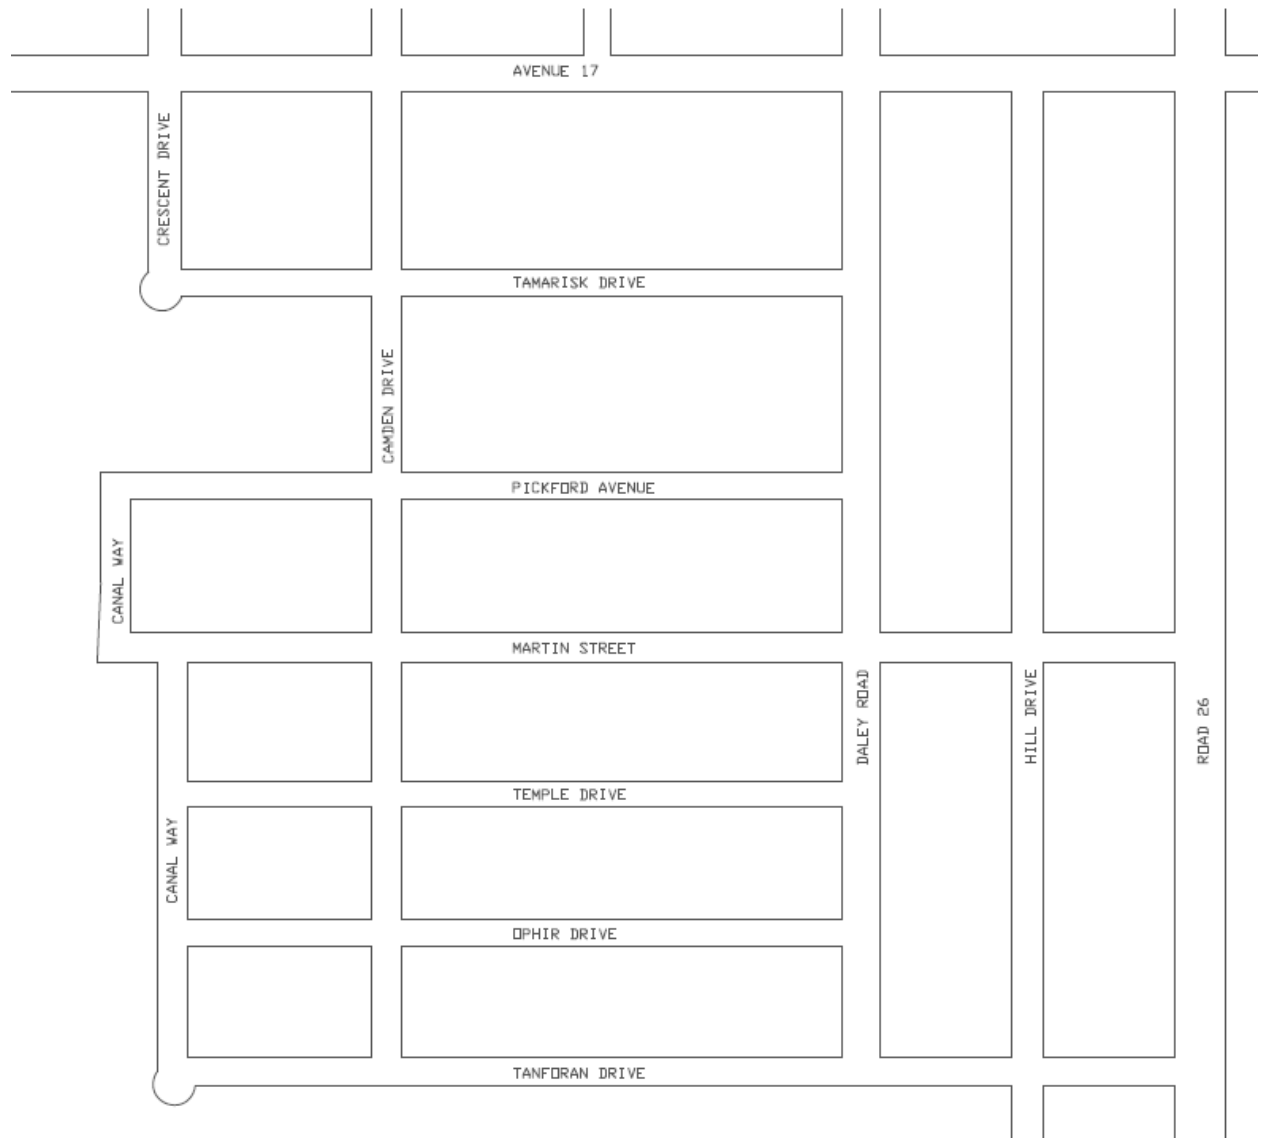 AVENUE 17
CRESCENT DRIVE
TAMARISK DRIVE
CAMDEN DRIVE
PICKFORD AVENUE
CANAL WAY
MARTIN STREET
DALEY ROAD
HILL DRIVE
ROAD 26
TEMPLE DRIVE
CANAL WAY
OPHIR DRIVE
TANFORAN DRIVE